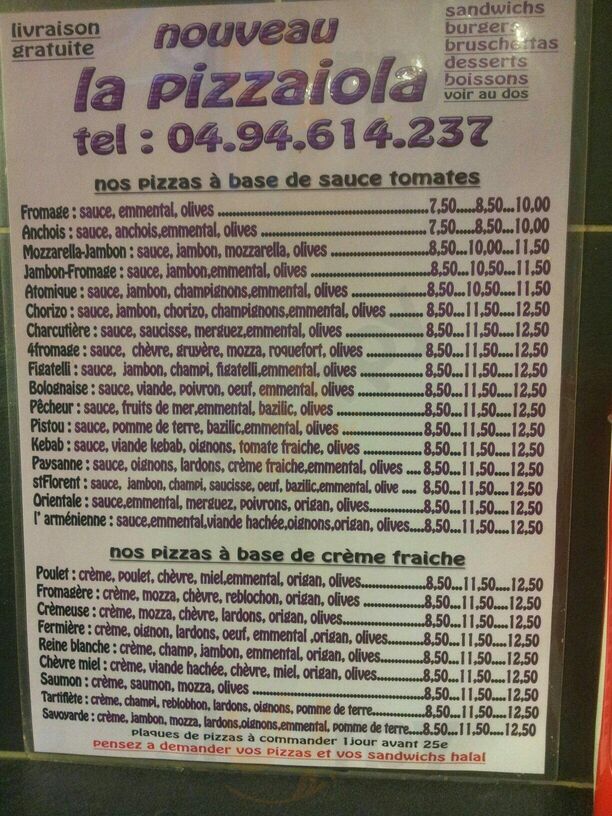 livraison
gratuite
nouveau
la pizzaiola
tel : 04.94.614.237
sandwichs
burgers
bruschettas
desserts
boissons
voir au dos
nos pizzas à base de sauce tomates
Fromage : sauce, emmental, olives ........ 7,50.....8,50...10,00
Anchois : sauce, anchois,emmental, olives ........ 7,50.....8,50...10,00
Mozzarella-Jambon : sauce, jambon, mozzarella, olives ........ 8,50...10,00...11,50
Jambon-Fromage : sauce, jambon,emmental, olives ........ 8,50...10,50...11,50
Atomique : sauce, jambon, champignons,emmental, olives ........ 8,50...10,50...11,50
Chorizo : sauce, jambon, chorizo, champignons,emmental, olives ........ 8,50...11,50...12,50
Charcutière : sauce, saucisse, merguez,emmental, olives ........ 8,50...11,50...12,50
4fromage : sauce, chèvre, gruyère, mozza, roquefort, olives ........ 8,50...11,50...12,50
Figatelli : sauce, jambon, champi, figatelli,emmental, olives ........ 8,50...11,50...12,50
Bolognaise : sauce, viande, poivron, oeuf, emmental, olives ........ 8,50...11,50...12,50
Pêcheur : sauce, fruits de mer,emmental, bazilic, olives ........ 8,50...11,50...12,50
Pistou : sauce, pomme de terre, bazilic,emmental, olives ........ 8,50...11,50...12,50
Kebab : sauce, viande kebab, oignons, tomate fraiche, olives ........ 8,50...11,50...12,50
Paysanne : sauce, oignons, lardons, crème fraiche,emmental, olives .... 8,50...11,50...12,50
stFlorent : sauce, jambon, champi, saucisse, oeuf, bazilic,emmental, olive .... 8,50...11,50...12,50
Orientale : sauce,emmental, merguez, poivrons, origan, olives........8,50...11,50...12,50
l' arménienne : sauce,emmental,viande hachée,oignons,origan, olives....8,50...11,50...12,50
nos pizzas à base de crème fraiche
Poulet : crème, poulet, chèvre, miel,emmental, origan, olives........8,50...11,50....12,50
Fromagère : crème, mozza, chèvre, reblochon, origan, olives ........8,50...11,50...12,50
Crèmeuse : crème, mozza, chèvre, lardons, origan, olives........8,50...11,50...12,50
Fermière : crème, oignon, lardons, oeuf, emmental ,origan, olives........8,50...11,50...12,50
Reine blanche : crème, champ, jambon, emmental, origan, olives........8,50...11,50...12,50
Chèvre miel : crème, viande hachée, chèvre, miel, origan, olives........8,50...11,50...12,50
Saumon : crème, saumon, mozza, olives ........8,50...11,50...12,50
Tartiflète : crème, champi, reblobhon, lardons, oignons, pomme de terre........8,50...11,50...12,50
Savoyarde : crème, jambon, mozza, lardons,oignons,emmental, pomme de terre....8,50...11,50...12,50
plaques de pizzas à commander 1jour avant 25e
pensez a demander vos pizzas et vos sandwichs halal